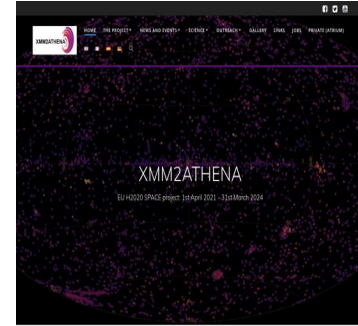 XMM2ATHENA
HOME THE PROJECT NEWS AND EVENTS SCIENCE OUTREACH GALLERY LINKS JOBS PRIVATE (ATRIUM)
XMM2ATHENA
EU H2020 SPACE project: 1st April 2021 - 31st March 2024